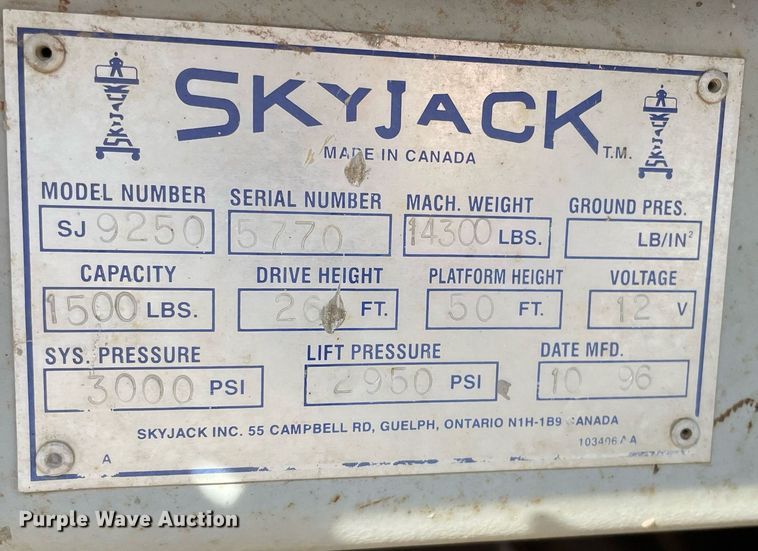 SKYJACK T.M.
MADE IN CANADA
MODEL NUMBER SERIAL NUMBER MACH. WEIGHT GROUND PRES.
SJ 9250 5770 14300 LBS. LB/IN²
CAPACITY DRIVE HEIGHT PLATFORM HEIGHT VOLTAGE
1500 LBS. 26 FT. 50 FT. 12 V
SYS. PRESSURE LIFT PRESSURE DATE MFD.
3000 PSI 2950 PSI 10 96
SKYJACK INC. 55 CAMPBELL RD, GUELPH, ONTARIO N1H-1B9 CANADA
A 103406AA
Purple Wave Auction